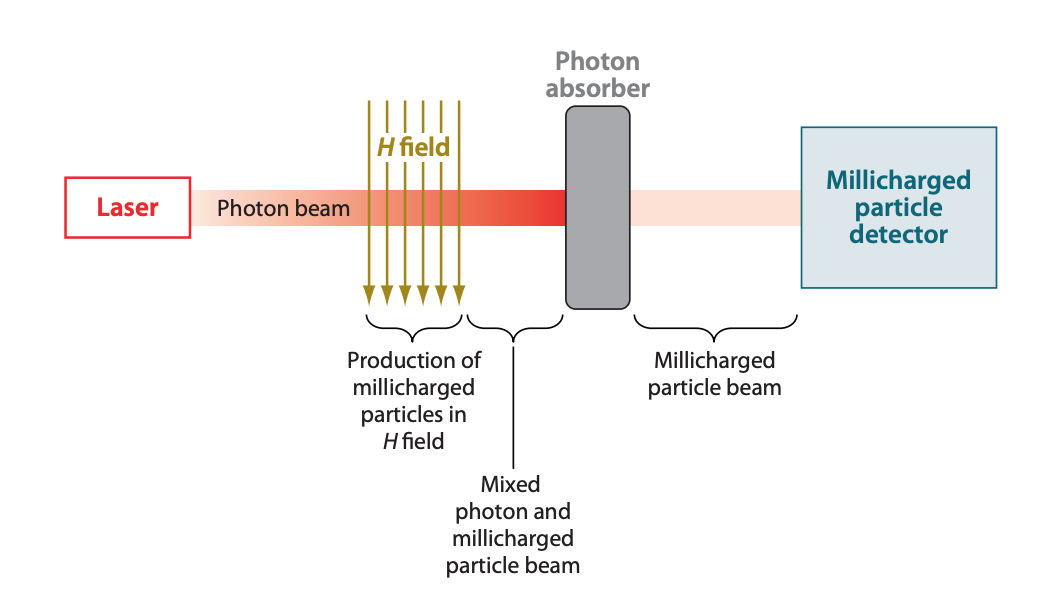 Photon
absorber
H field
Laser
Photon beam
Millicharged
particle
detector
Production of
millicharged
particles in
H field
Millicharged
particle beam
Mixed
photon and
millicharged
particle beam